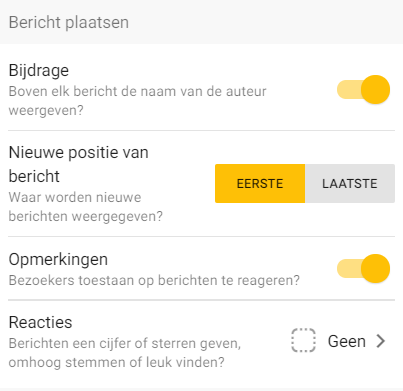 Bericht plaatsen
Bijdrage
Boven elk bericht de naam van de auteur
weergeven?
Nieuwe positie van
bericht
Waar worden nieuwe
berichten weergegeven?
EERSTE
LAATSTE
Opmerkingen
Bezoekers toestaan op berichten te reageren?
Reacties
Berichten een cijfer of sterren geven,
omhoog stemmen of leuk vinden?
Geen